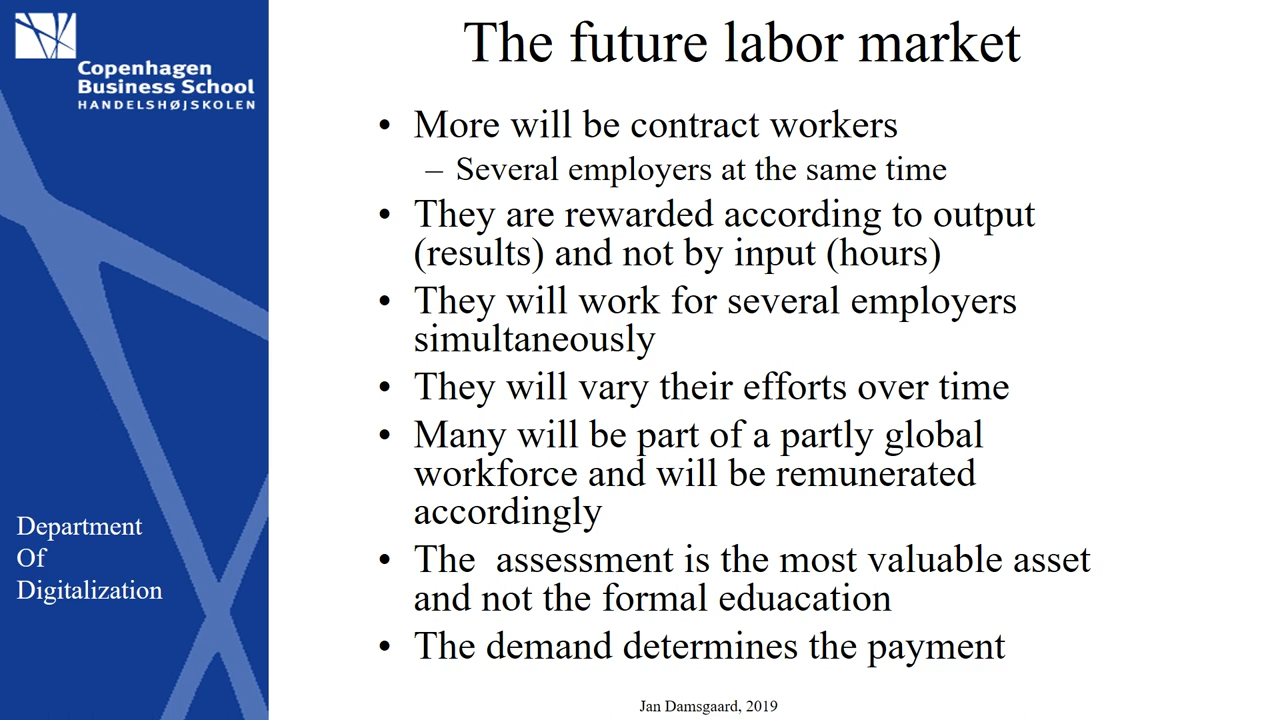 Copenhagen
Business School
HANDELSHØJSKOLEN
The future labor market
• More will be contract workers
– Several employers at the same time
• They are rewarded according to output
(results) and not by input (hours)
• They will work for several employers
simultaneously
• They will vary their efforts over time
• Many will be part of a partly global
workforce and will be remunerated
accordingly
• The  assessment is the most valuable asset
and not the formal eduacation
• The demand determines the payment
Department
Of
Digitalization
Jan Damsgaard, 2019